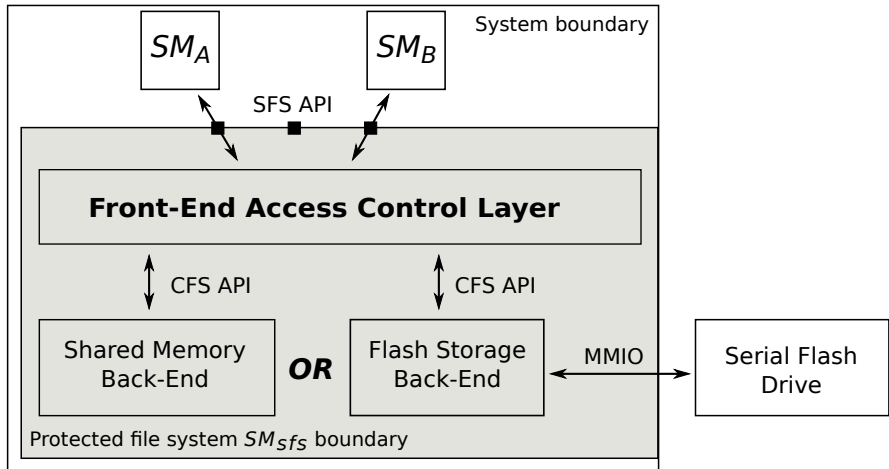 System boundary
SM_A
SM_B
SFS API
Front-End Access Control Layer
CFS API
CFS API
Shared Memory
Back-End
OR
Flash Storage
Back-End
MMIO
Serial Flash
Drive
Protected file system SM_sfs boundary